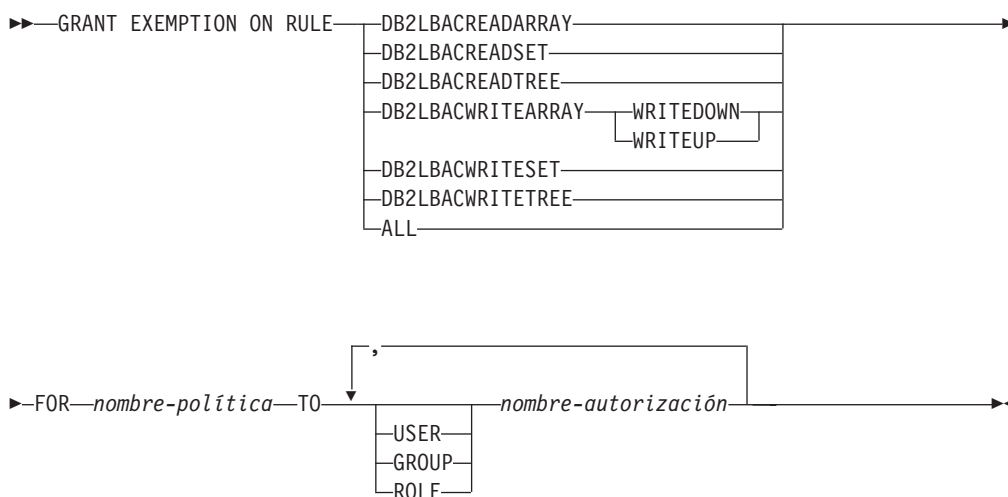 GRANT EXEMPTION ON RULE DB2LBACREADARRAY
DB2LBACREADSET
DB2LBACREADTREE
DB2LBACWRITEARRAY WRITEDOWN
WRITEUP
DB2LBACWRITESET
DB2LBACWRITETREE
ALL
,
FOR nombre-política TO nombre-autorización
USER
GROUP
ROLE